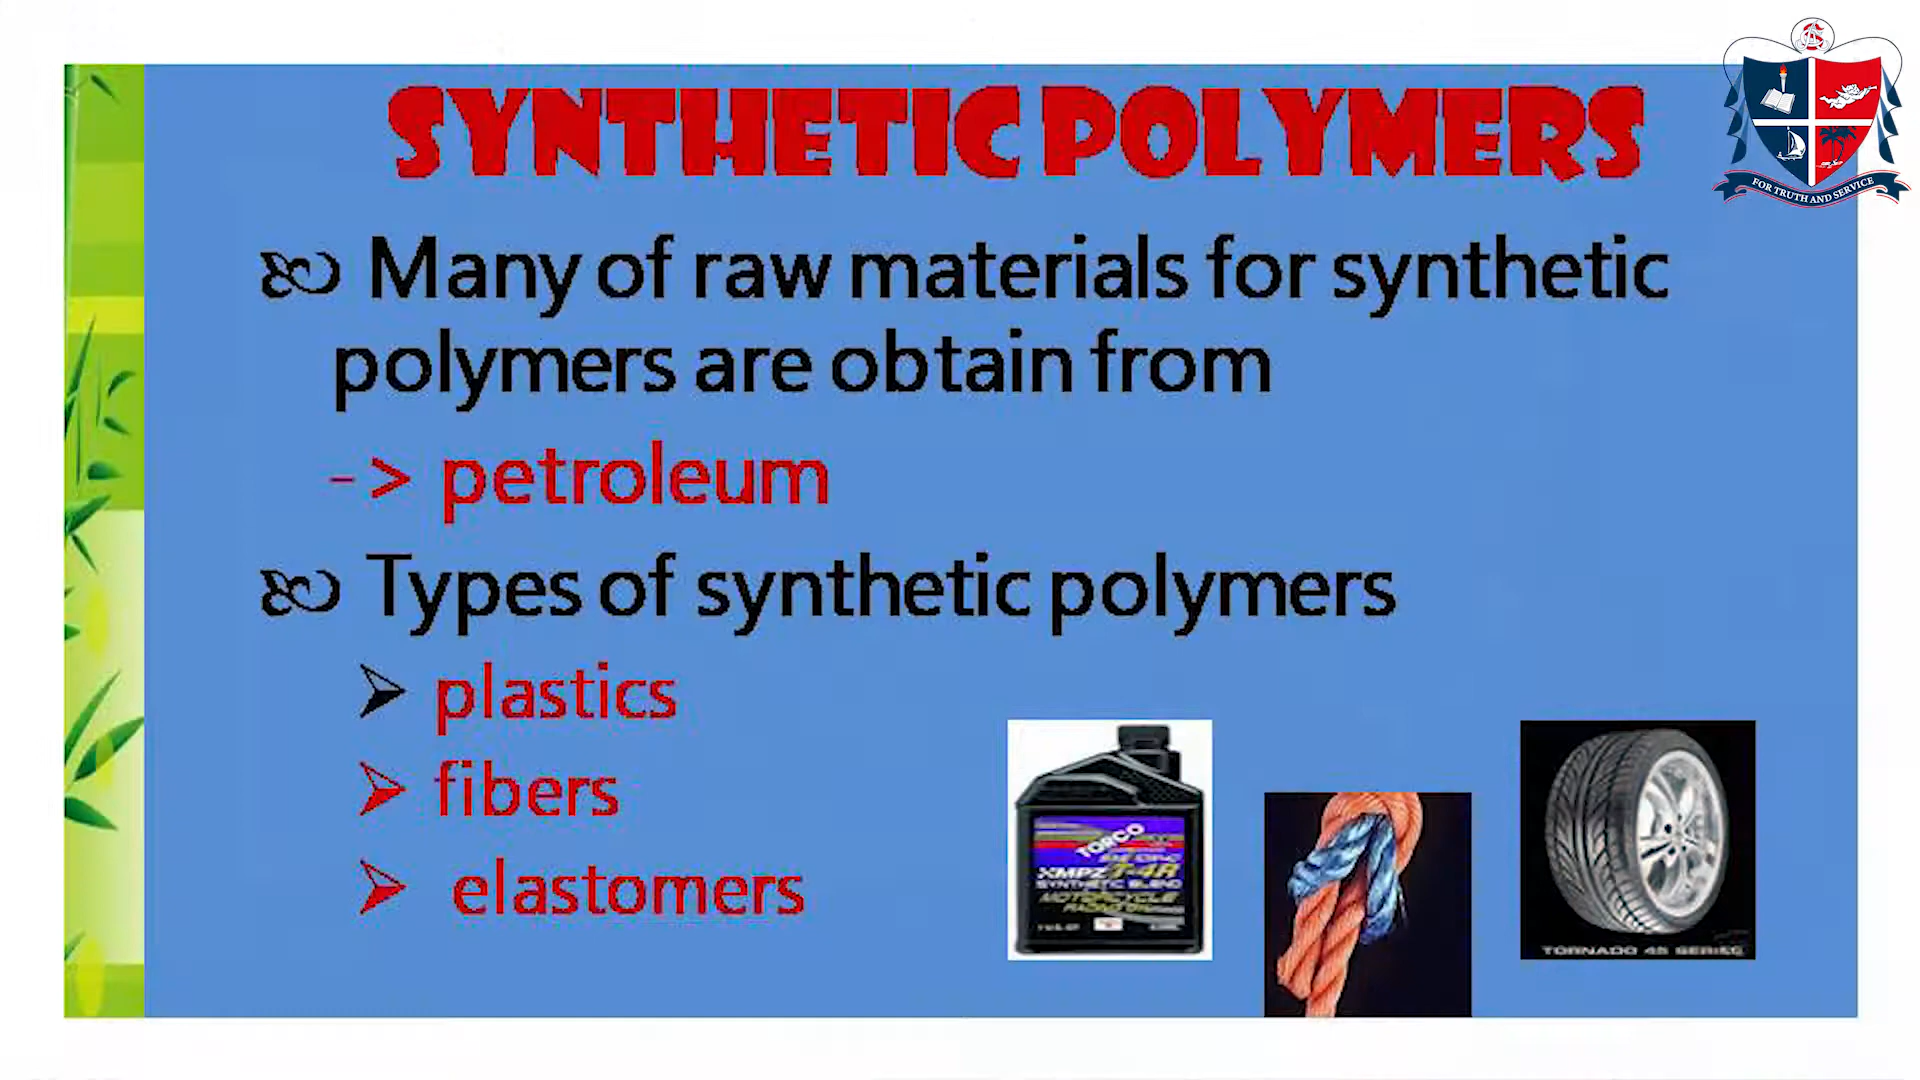 SYNTHETIC POLYMERS
FOR TRUTH AND SERVICE
Many of raw materials for synthetic
polymers are obtain from
-> petroleum
Types of synthetic polymers
plastics
fibers
elastomers
TORCO
T-4R
SYNTHETIC BLEND
MOTORCYCLE
TORNADO 45 SERIES